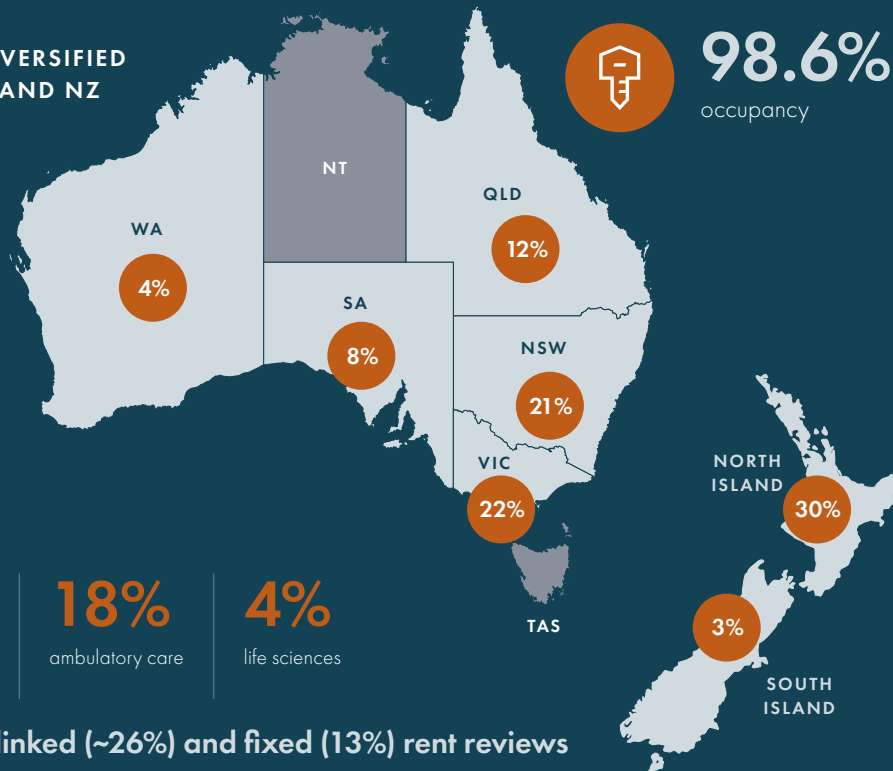 VERSIFIED
AND NZ
98.6%
occupancy
NT
QLD
12%
WA
4%
SA
8%
NSW
21%
VIC
22%
NORTH
ISLAND
30%
TAS
3%
SOUTH
ISLAND
18%
ambulatory care
4%
life sciences
linked (~26%) and fixed (13%) rent reviews